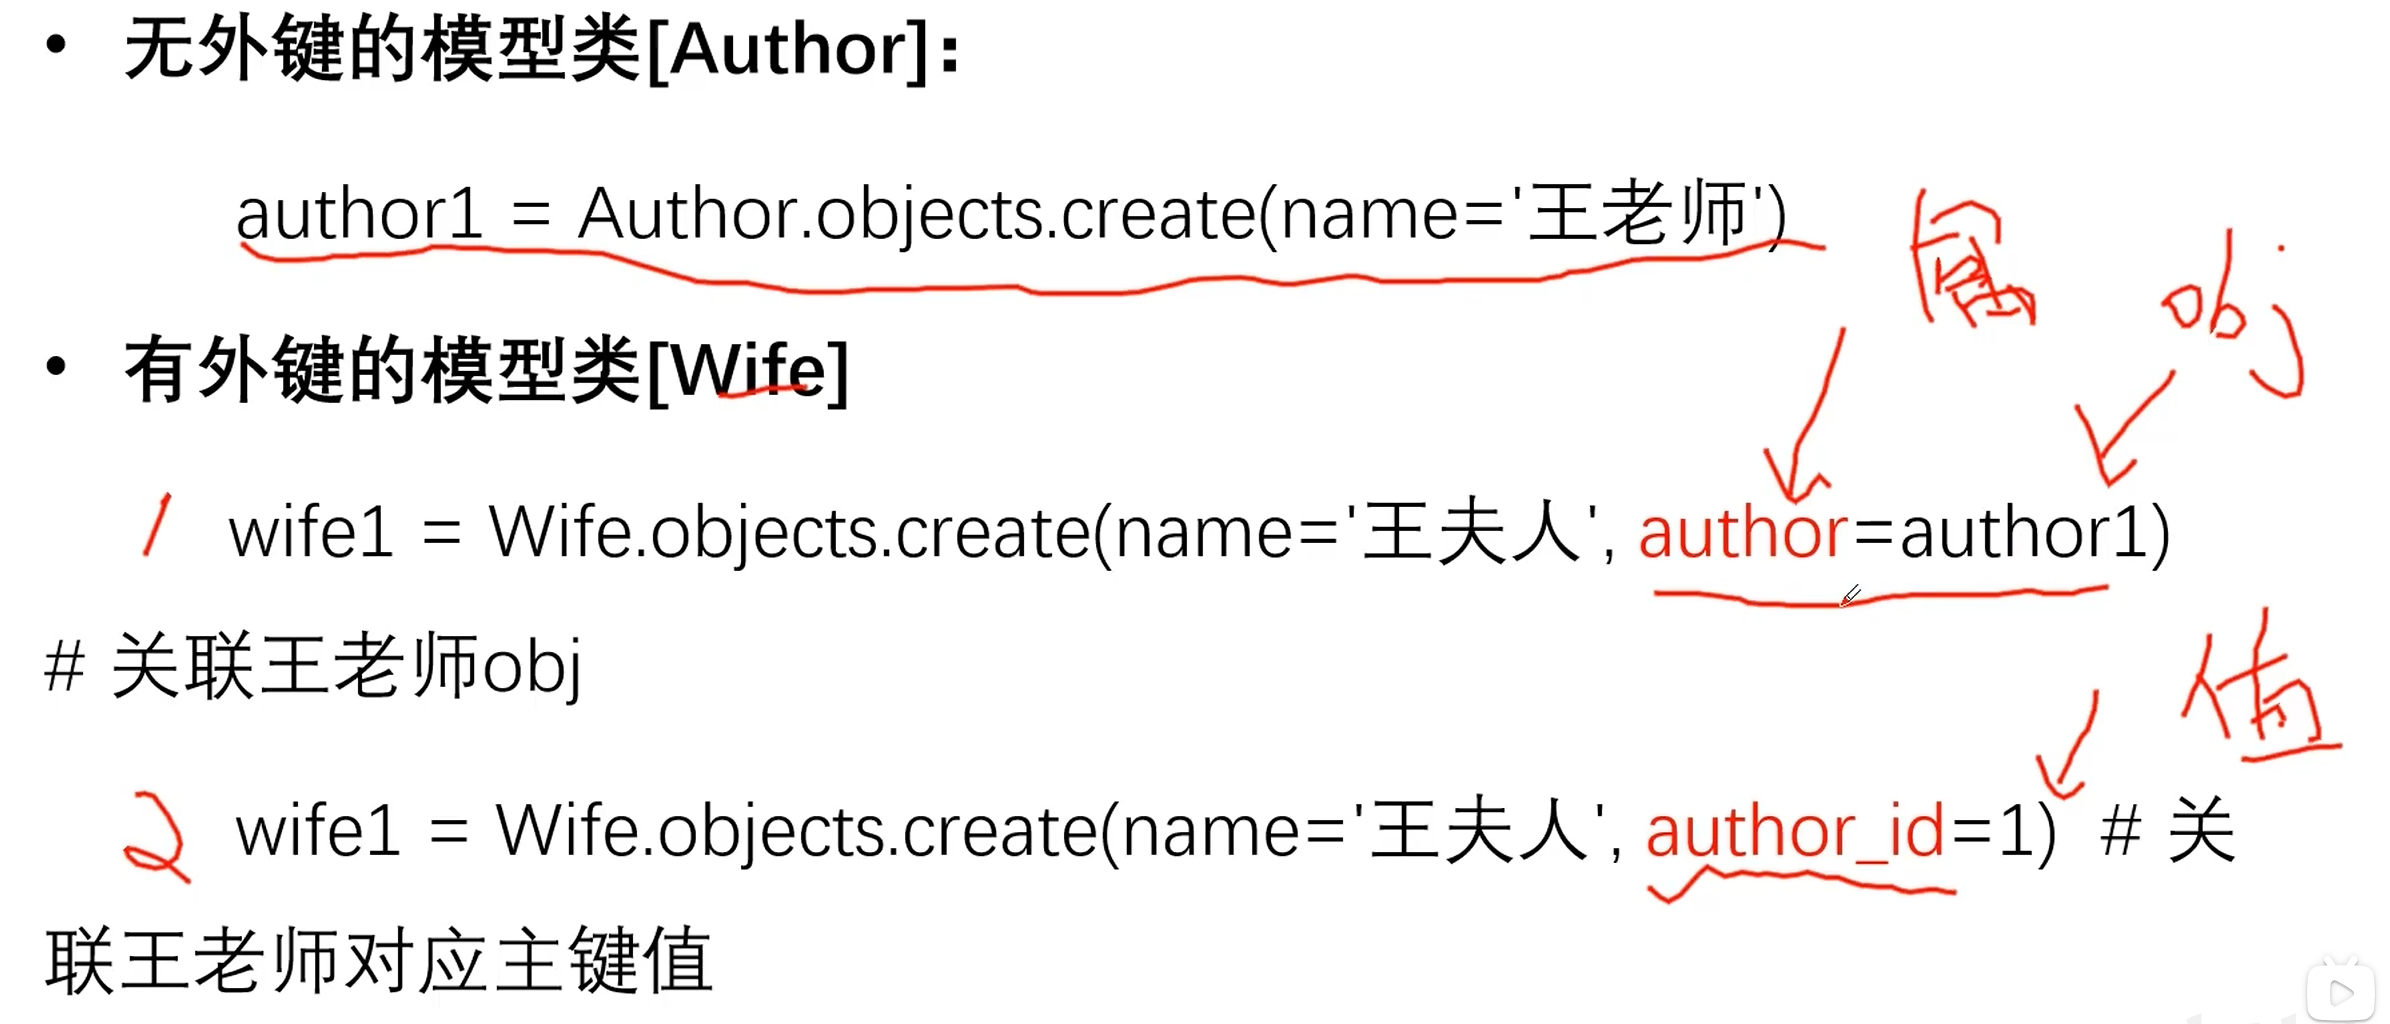 • 无外键的模型类[Author]：
author1 = Author.objects.create(name='王老师')
属 obj
• 有外键的模型类[Wife]
1 wife1 = Wife.objects.create(name='王夫人', author=author1)
# 关联王老师obj
值
2 wife1 = Wife.objects.create(name='王夫人', author_id=1) # 关
联王老师对应主键值